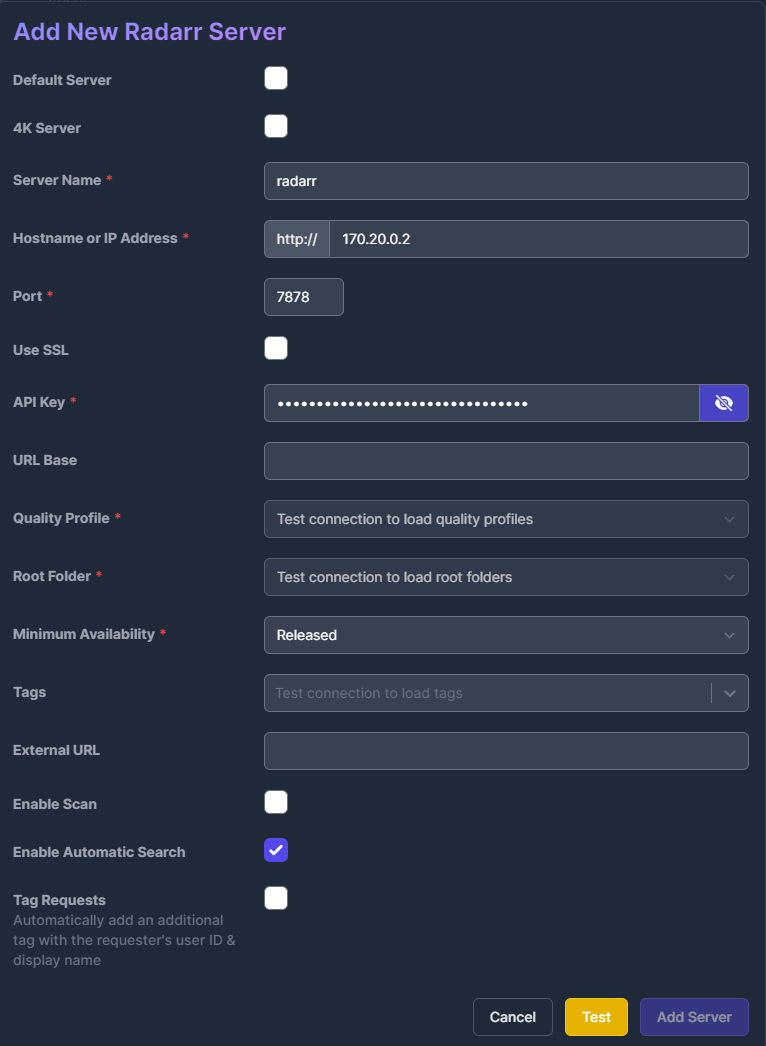 Add New Radarr Server
Default Server
4K Server
Server Name *
radarr
Hostname or IP Address *
http://
170.20.0.2
Port *
7878
Use SSL
API Key *
••••••••••••••••••••••••••••••••
URL Base
Quality Profile *
Test connection to load quality profiles
Root Folder *
Test connection to load root folders
Minimum Availability *
Released
Tags
Test connection to load tags
External URL
Enable Scan
Enable Automatic Search
Tag Requests
Automatically add an additional
tag with the requester's user ID &
display name
Cancel
Test
Add Server